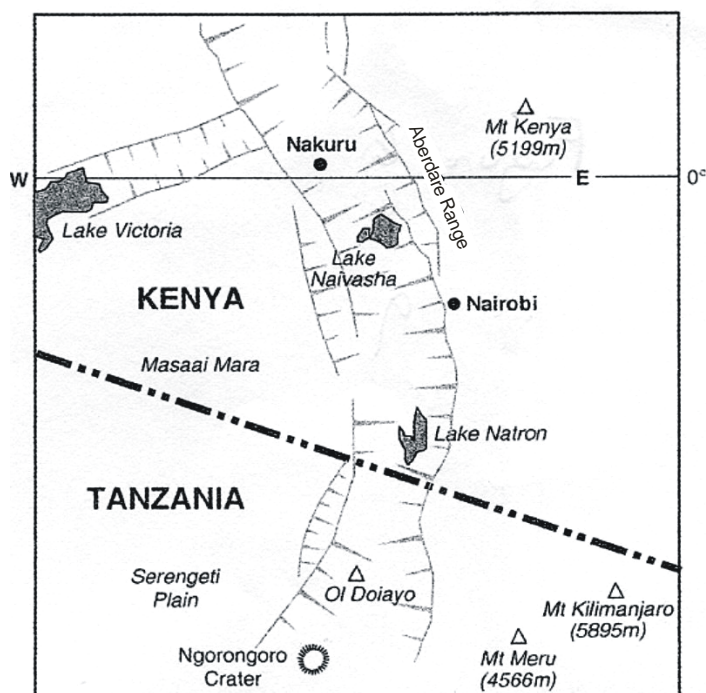 Mt Kenya
(5199m)
Aberdare Range
Nakuru
W
E
0°
Lake Victoria
Lake
Naivasha
KENYA
Nairobi
Masaai Mara
Lake Natron
TANZANIA
Serengeti
Plain
Ol Doiayo
Mt Kilimanjaro
(5895m)
Ngorongoro
Crater
Mt Meru
(4566m)